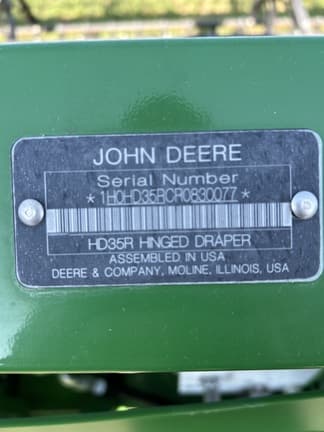 JOHN DEERE
Serial Number
*1H0HD35RCR0830077*
HD35R HINGED DRAPER
ASSEMBLED IN USA
DEERE & COMPANY, MOLINE, ILLINOIS, USA